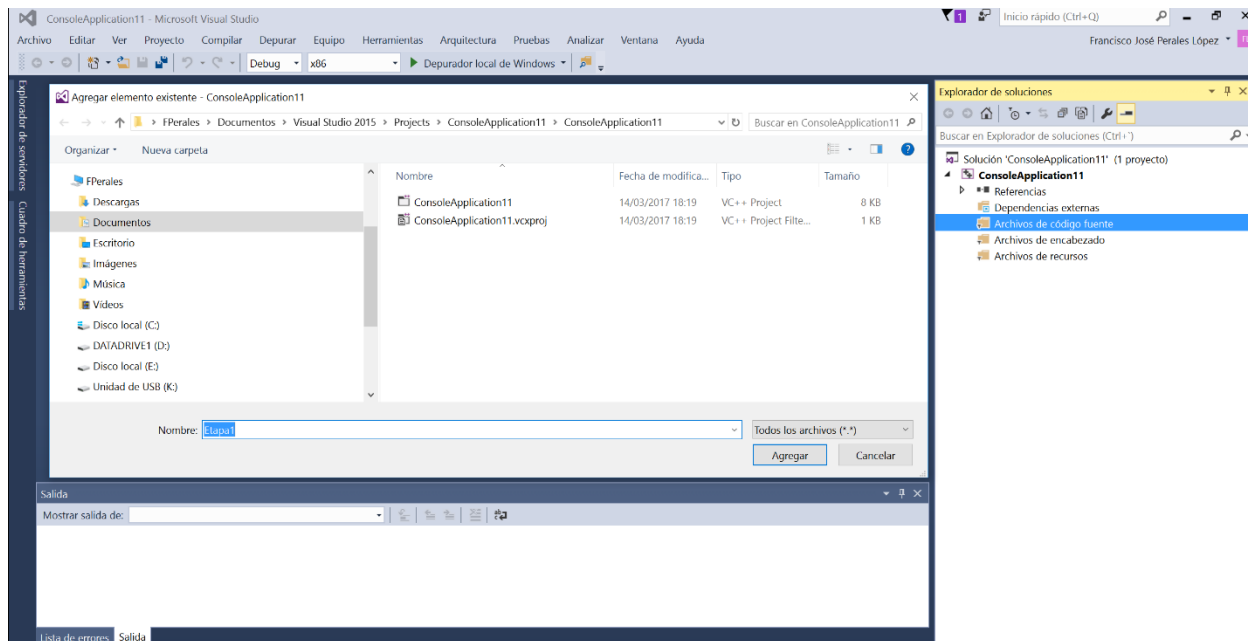 ConsoleApplication11 - Microsoft Visual Studio
1
Inicio rápido (Ctrl+Q)
Archivo Editar Ver Proyecto Compilar Depurar Equipo Herramientas Arquitectura Pruebas Analizar Ventana Ayuda
Francisco José Perales López
Debug x86 Depurador local de Windows
Explorador de servidores
Cuadro de herramientas
Agregar elemento existente - ConsoleApplication11
> FPerales > Documentos > Visual Studio 2015 > Projects > ConsoleApplication11 > ConsoleApplication11
Buscar en ConsoleApplication11
Organizar Nueva carpeta
FPerales
Descargas
Documentos
Escritorio
Imágenes
Música
Vídeos
Disco local (C:)
DATADRIVE1 (D:)
Disco local (E:)
Unidad de USB (K:)
Nombre Fecha de modifica... Tipo Tamaño
ConsoleApplication11 14/03/2017 18:19 VC++ Project 8 KB
ConsoleApplication11.vcxproj 14/03/2017 18:19 VC++ Project Filte... 1 KB
Nombre: Etapa1
Todos los archivos (*.*)
Agregar Cancelar
Salida
Mostrar salida de:
Lista de errores Salida
Explorador de soluciones
Buscar en Explorador de soluciones (Ctrl+`)
Solución 'ConsoleApplication11' (1 proyecto)
ConsoleApplication11
Referencias
Dependencias externas
Archivos de código fuente
Archivos de encabezado
Archivos de recursos